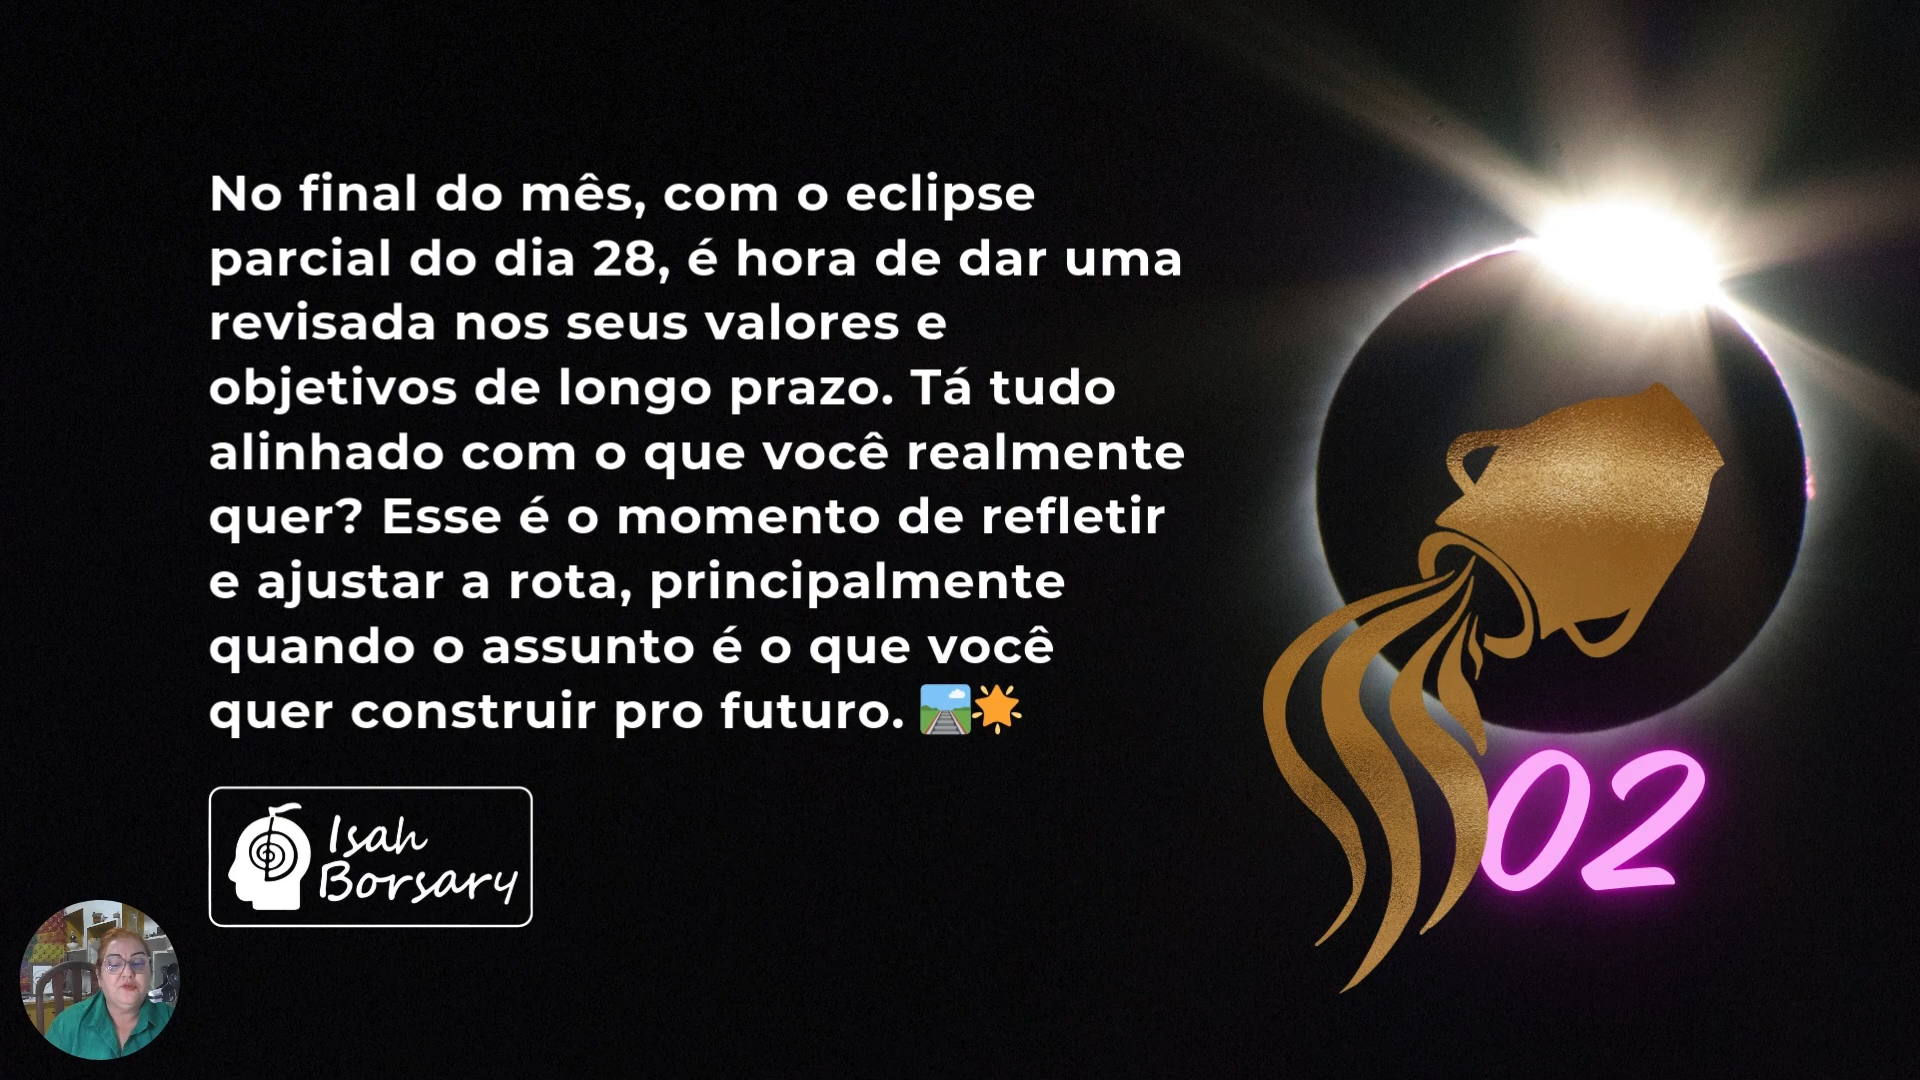 No final do mês, com o eclipse
parcial do dia 28, é hora de dar uma
revisada nos seus valores e
objetivos de longo prazo. Tá tudo
alinhado com o que você realmente
quer? Esse é o momento de refletir
e ajustar a rota, principalmente
quando o assunto é o que você
quer construir pro futuro. 🛤️🌟
Isah
Borsary
02